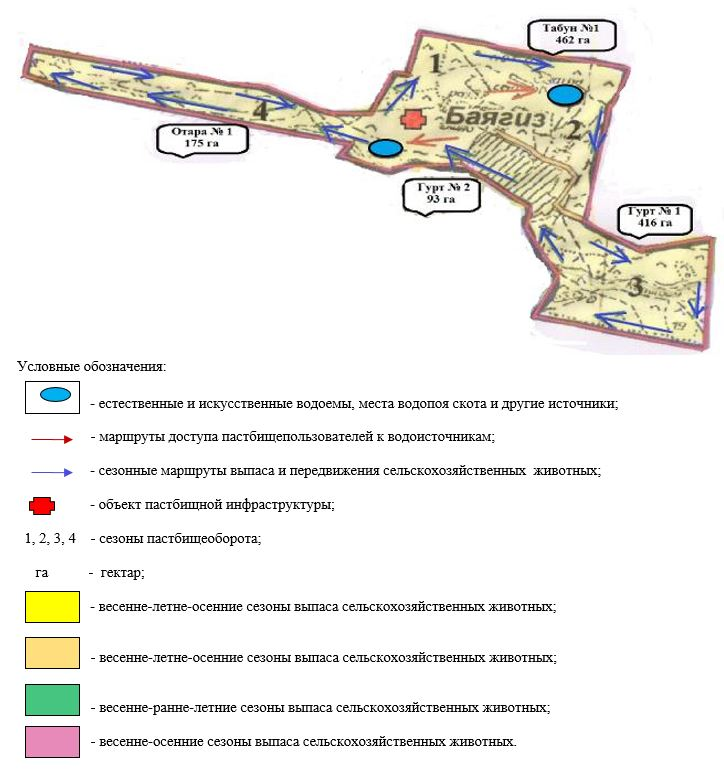 Табун №1
462 га
1
Баягиз
2
4
Отара № 1
175 га
Гурт № 2
93 га
Гурт № 1
416 га
3
Условные обозначения:
- естественные и искусственные водоемы, места водопоя скота и другие источники;
- маршруты доступа пастбищепользователей к водоисточникам;
- сезонные маршруты выпаса и передвижения сельскохозяйственных животных;
- объект пастбищной инфраструктуры;
1, 2, 3, 4 - сезоны пастбищеоборота;
га - гектар;
- весенне-летне-осенние сезоны выпаса сельскохозяйственных животных;
- весенне-летне-осенние сезоны выпаса сельскохозяйственных животных;
- весенне-ранне-летние сезоны выпаса сельскохозяйственных животных;
- весенне-осенние сезоны выпаса сельскохозяйственных животных.